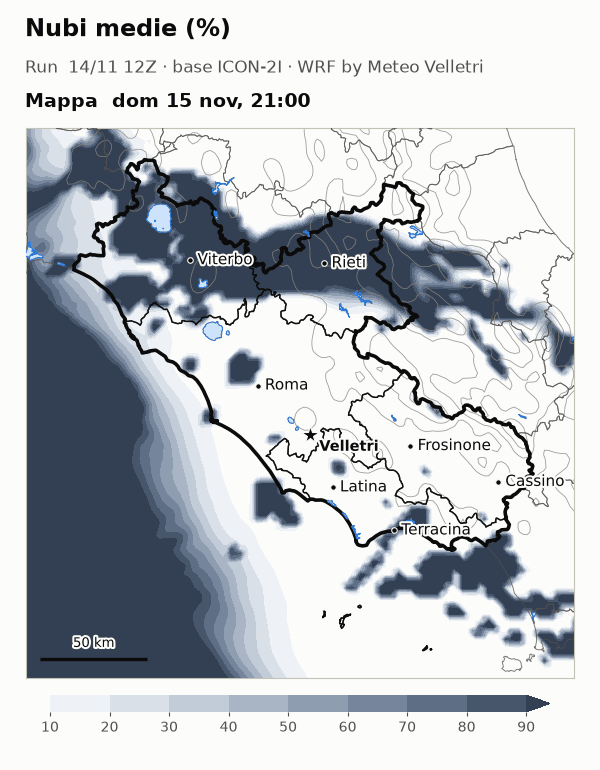 Nubi medie (%)
Run  14/11 12Z · base ICON-2I · WRF by Meteo Velletri
Mappa  dom 15 nov, 21:00
Viterbo
Rieti
Roma
Velletri
Frosinone
Cassino
Latina
Terracina
50 km
10 20 30 40 50 60 70 80 90